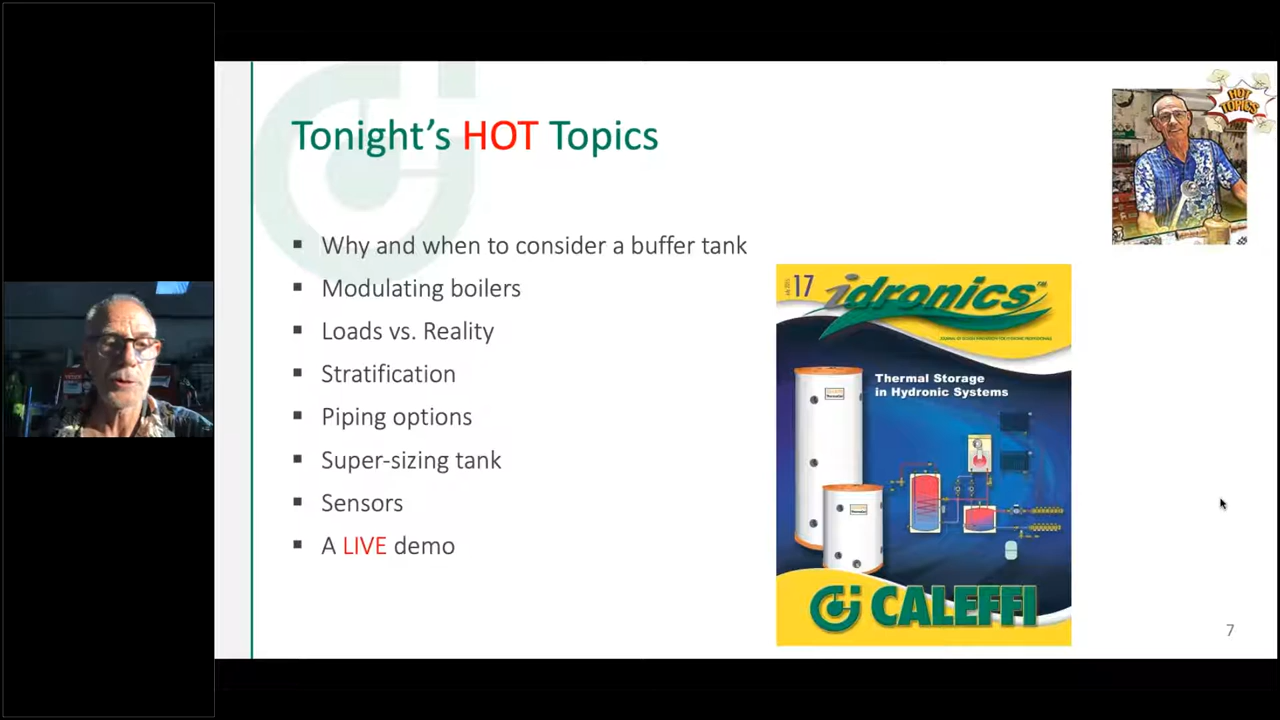 Tonight's HOT Topics
HOT
TOPICS
▪ Why and when to consider a buffer tank
▪ Modulating boilers
▪ Loads vs. Reality
▪ Stratification
▪ Piping options
▪ Super-sizing tank
▪ Sensors
▪ A LIVE demo
17
idronics
Thermal Storage
in Hydronic Systems
CALEFFI
7